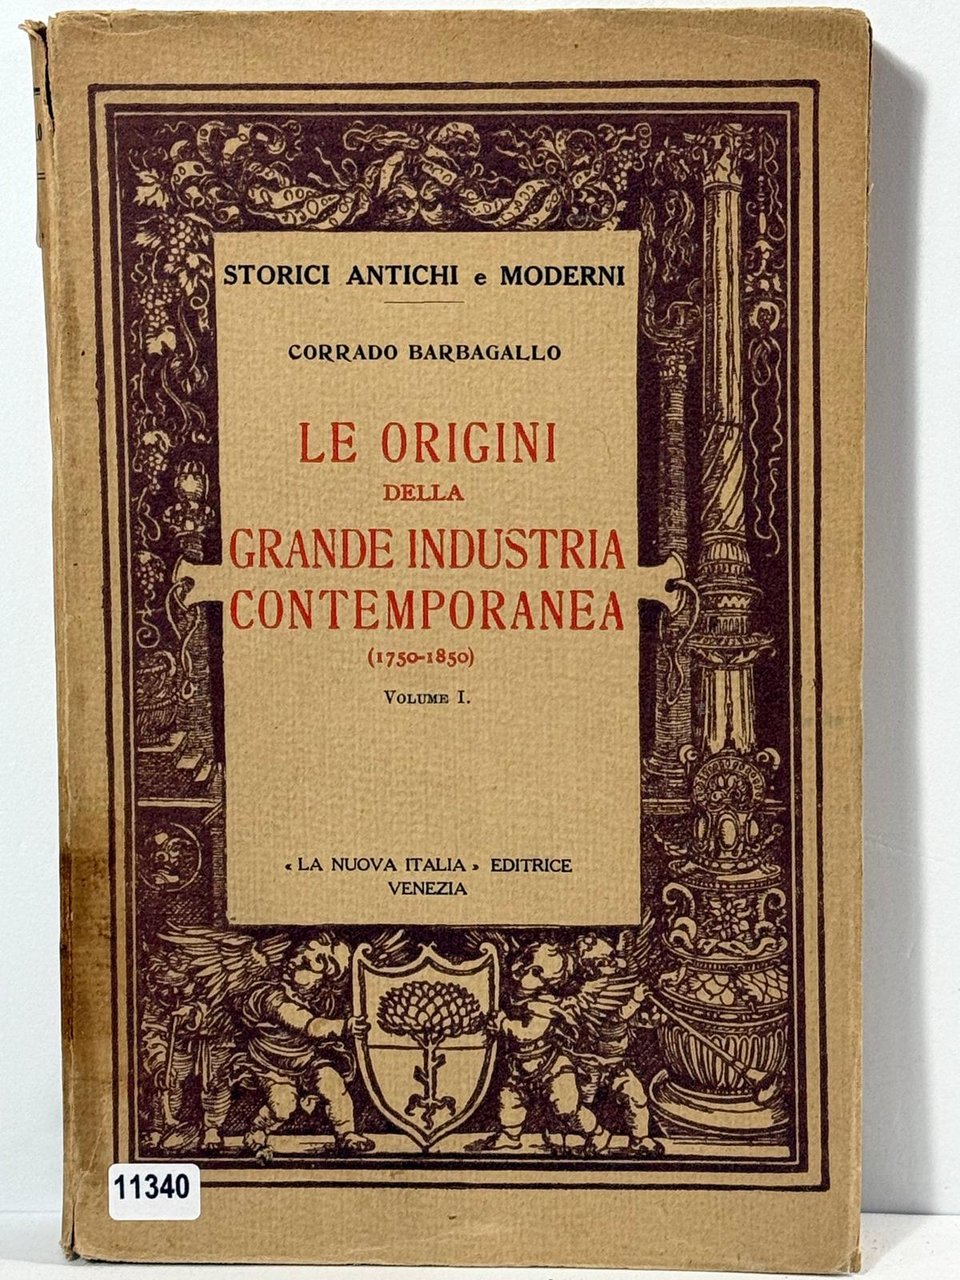 STORICI ANTICHI e MODERNI
CORRADO BARBAGALLO
LE ORIGINI
DELLA
GRANDE INDUSTRIA
CONTEMPORANEA
(1750-1850)
VOLUME I.
« LA NUOVA ITALIA » EDITRICE
VENEZIA
11340